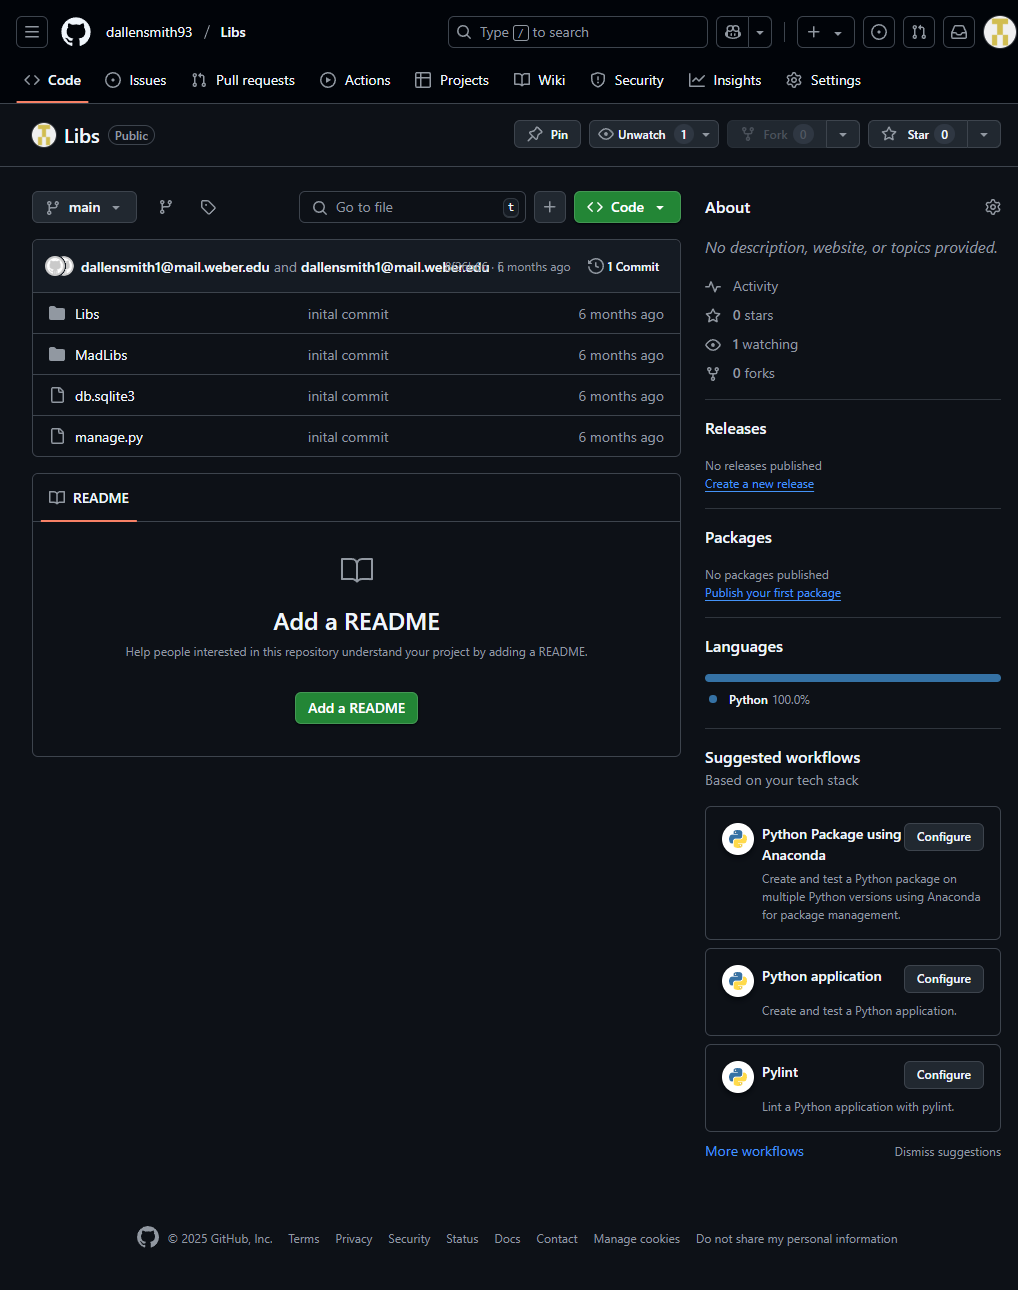 dallensmith93 / Libs
Type / to search
Code
Issues
Pull requests
Actions
Projects
Wiki
Security
Insights
Settings
Libs Public
Pin
Unwatch 1
Fork 0
Star 0
main
Go to file t
Code
dallensmith1@mail.weber.edu and dallensmith1@mail.weber.edu · 6 months ago
1 Commit
Libs inital commit 6 months ago
MadLibs inital commit 6 months ago
db.sqlite3 inital commit 6 months ago
manage.py inital commit 6 months ago
README
Add a README
Help people interested in this repository understand your project by adding a README.
Add a README
About
No description, website, or topics provided.
Activity
0 stars
1 watching
0 forks
Releases
No releases published
Create a new release
Packages
No packages published
Publish your first package
Languages
Python 100.0%
Suggested workflows
Based on your tech stack
Python Package using
Anaconda
Configure
Create and test a Python package on
multiple Python versions using Anaconda
for package management.
Python application
Configure
Create and test a Python application.
Pylint
Configure
Lint a Python application with pylint.
More workflows
Dismiss suggestions
© 2025 GitHub, Inc. Terms Privacy Security Status Docs Contact Manage cookies Do not share my personal information